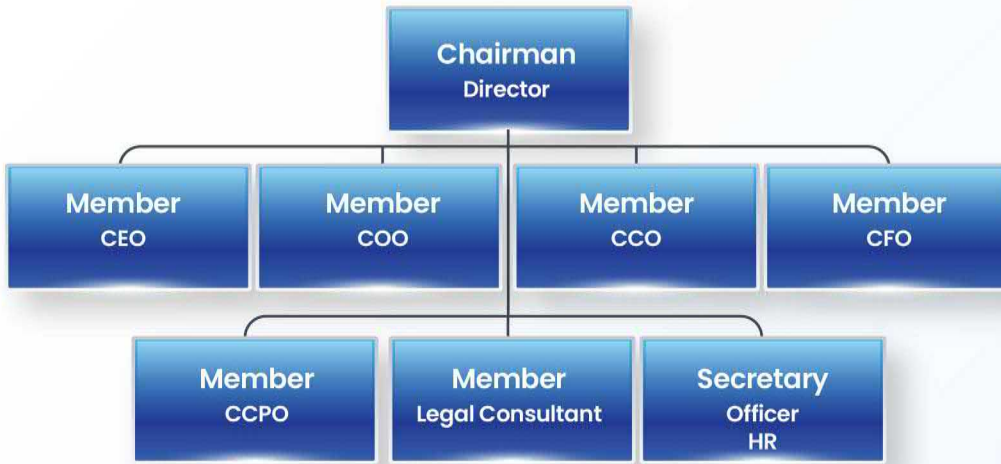 Chairman
Director
Member
CEO
Member
COO
Member
CCO
Member
CFO
Member
CCPO
Member
Legal Consultant
Secretary
Officer
HR